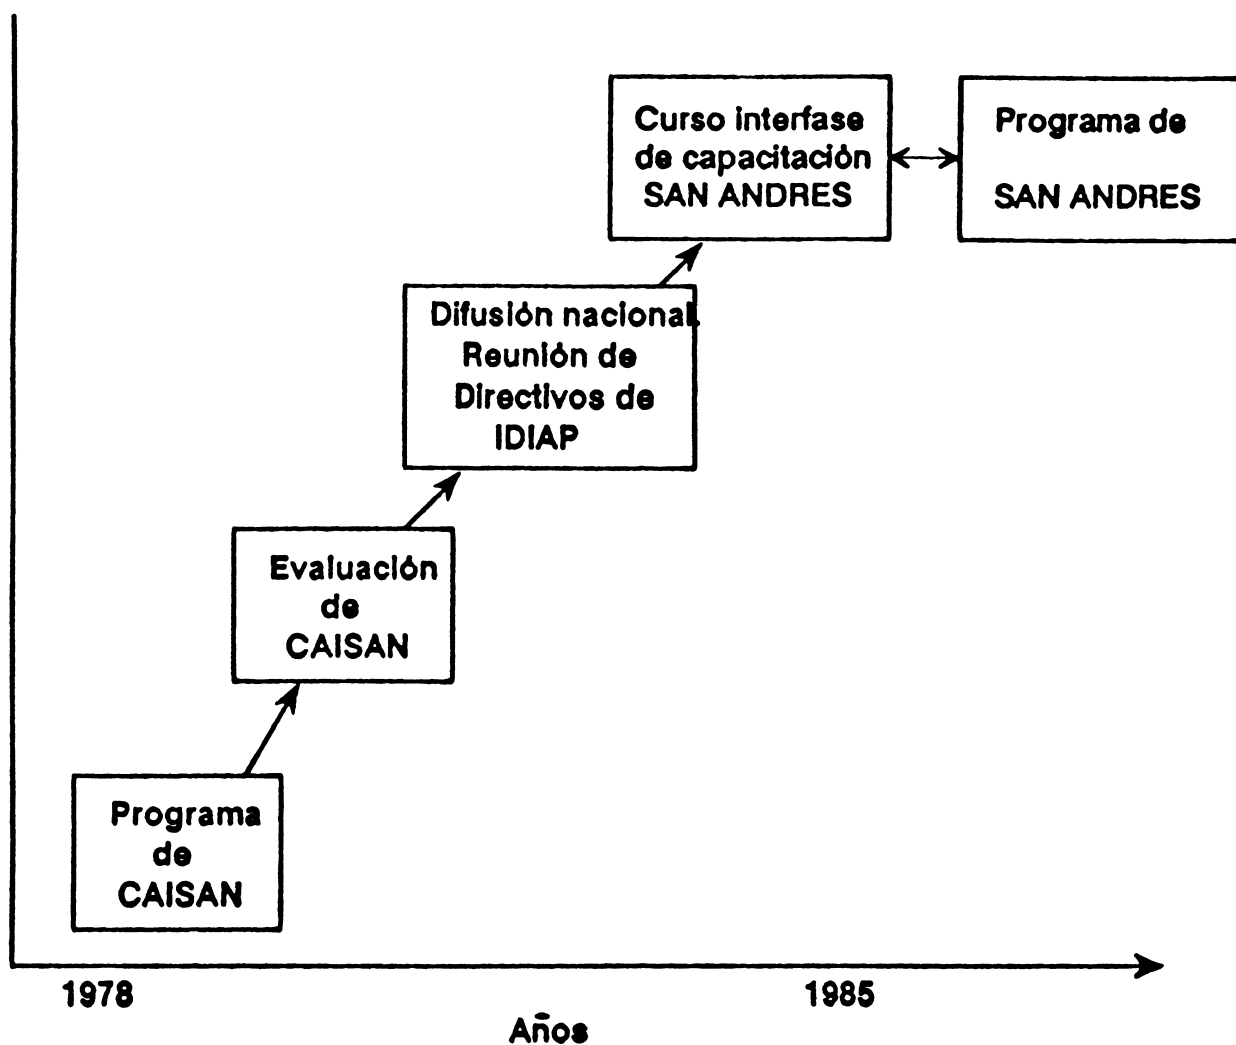 Curso interfase
de capacitación
SAN ANDRES
Programa de
SAN ANDRES
Difusión nacional.
Reunión de
Directivos de
IDIAP
Evaluación
de
CAISAN
Programa
de
CAISAN
1978
1985
Años